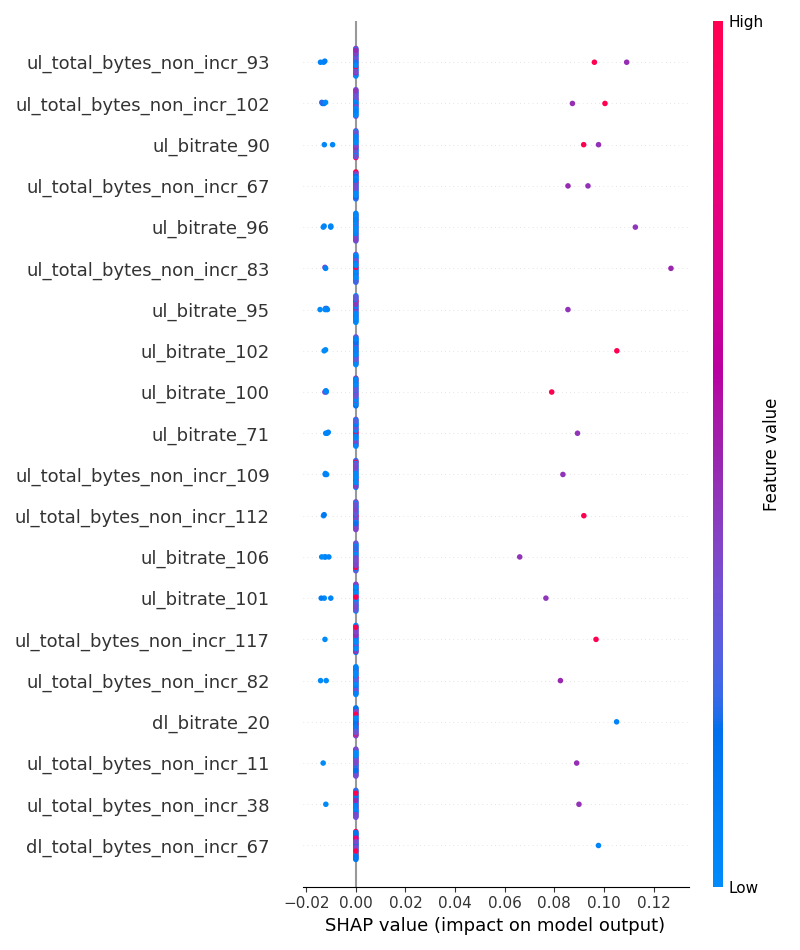 High
ul_total_bytes_non_incr_93
ul_total_bytes_non_incr_102
ul_bitrate_90
ul_total_bytes_non_incr_67
ul_bitrate_96
ul_total_bytes_non_incr_83
ul_bitrate_95
ul_bitrate_102
ul_bitrate_100
ul_bitrate_71
ul_total_bytes_non_incr_109
ul_total_bytes_non_incr_112
ul_bitrate_106
ul_bitrate_101
ul_total_bytes_non_incr_117
ul_total_bytes_non_incr_82
dl_bitrate_20
ul_total_bytes_non_incr_11
ul_total_bytes_non_incr_38
dl_total_bytes_non_incr_67
Feature value
Low
−0.02 0.00 0.02 0.04 0.06 0.08 0.10 0.12
SHAP value (impact on model output)